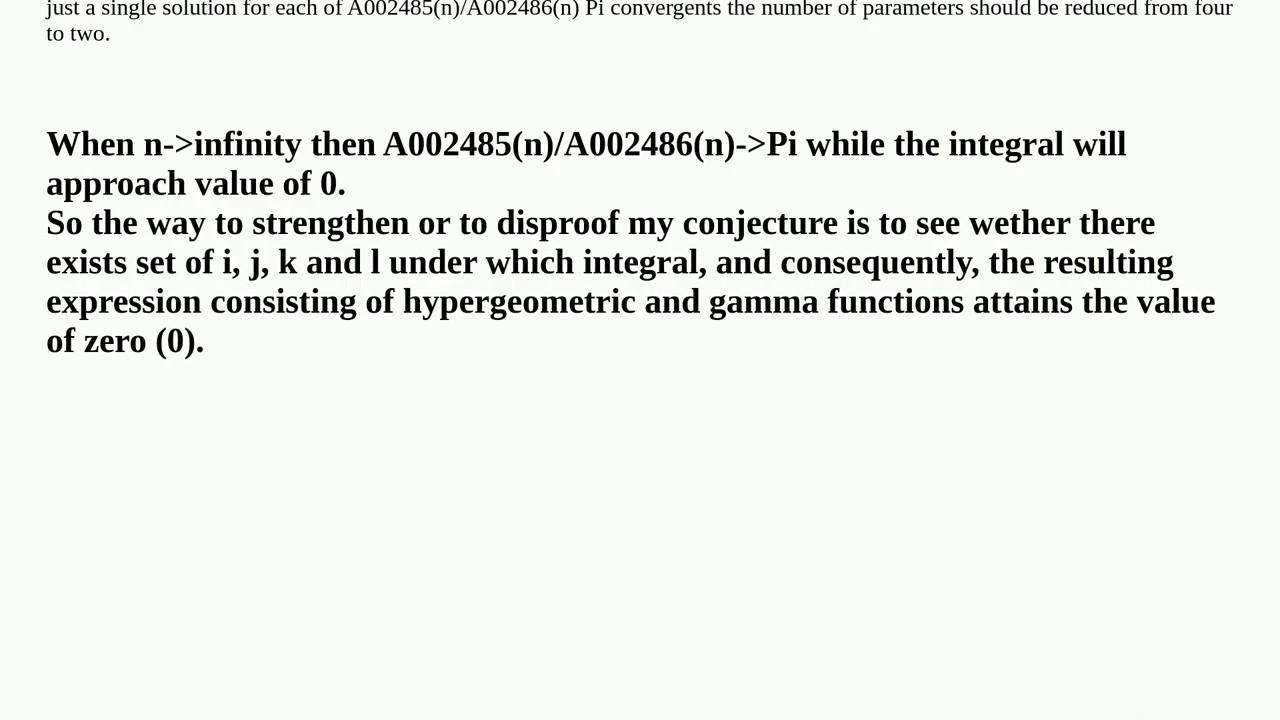 just a single solution for each of A002485(n)/A002486(n) Pi convergents the number of parameters should be reduced from four
to two.
When n->infinity then A002485(n)/A002486(n)->Pi while the integral will
approach value of 0.
So the way to strengthen or to disproof my conjecture is to see wether there
exists set of i, j, k and l under which integral, and consequently, the resulting
expression consisting of hypergeometric and gamma functions attains the value
of zero (0).